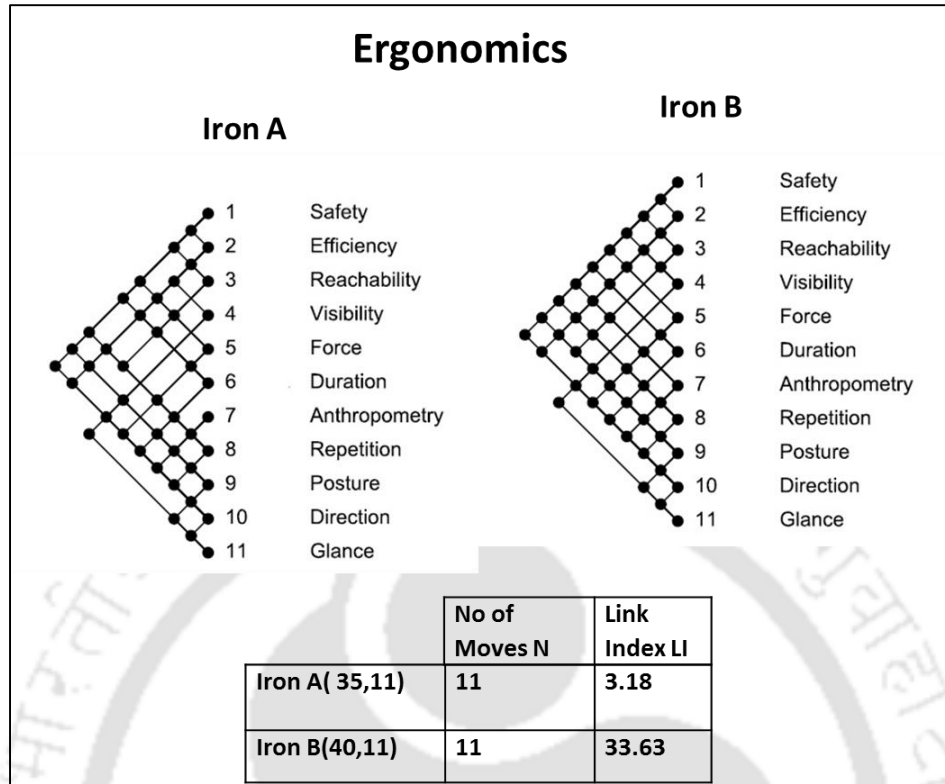 Ergonomics
Iron A
Iron B
1 Safety
2 Efficiency
3 Reachability
4 Visibility
5 Force
6 Duration
7 Anthropometry
8 Repetition
9 Posture
10 Direction
11 Glance
1 Safety
2 Efficiency
3 Reachability
4 Visibility
5 Force
6 Duration
7 Anthropometry
8 Repetition
9 Posture
10 Direction
11 Glance
No of Link
Moves N Index LI
Iron A( 35,11) 11 3.18
Iron B(40,11) 11 33.63